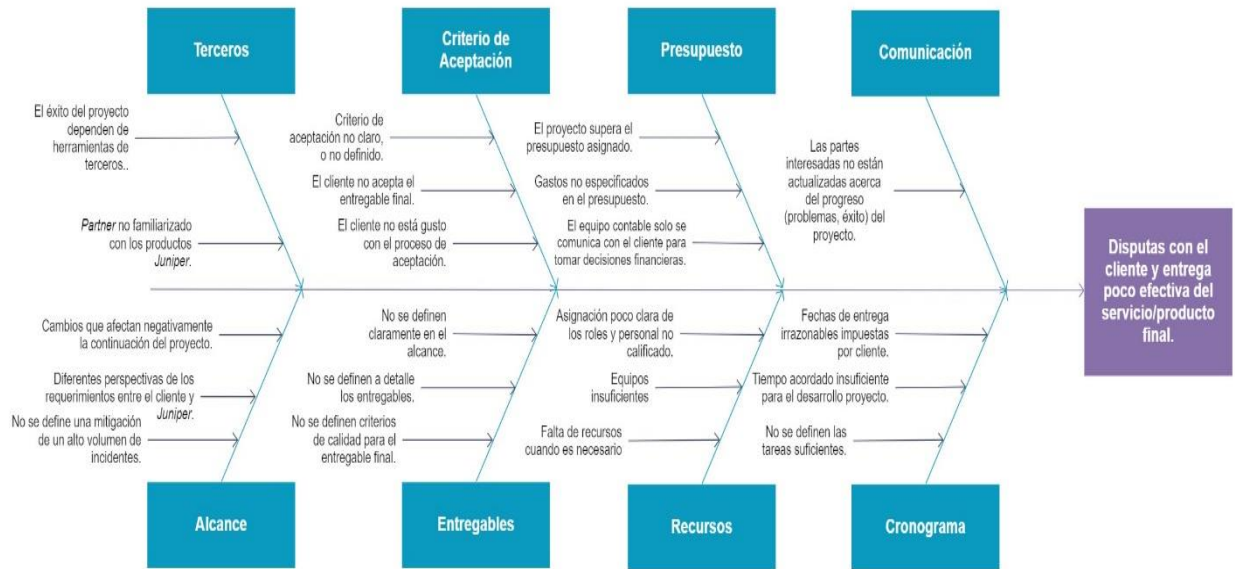 Terceros
Criterio de
Aceptación
Presupuesto
Comunicación
El éxito del proyecto
dependen de
herramientas de
terceros..
Partner no familiarizado
con los productos
Juniper.
Criterio de
aceptación no claro,
o no definido.
El cliente no acepta el
entregable final.
El cliente no está gusto
con el proceso de
aceptación.
El proyecto supera el
presupuesto asignado.
Gastos no especificados
en el presupuesto.
El equipo contable solo se
comunica con el cliente para
tomar decisiones financieras.
Las partes
interesadas no están
actualizadas acerca
del progreso
(problemas, éxito) del
proyecto.
Disputas con el
cliente y entrega
poco efectiva del
servicio/producto
final.
Cambios que afectan negativamente
la continuación del proyecto.
Diferentes perspectivas de los
requerimientos entre el cliente y
Juniper.
No se define una mitigación
de un alto volumen de
incidentes.
No se definen
claramente en el
alcance.
No se definen a detalle
los entregables.
No se definen criterios
de calidad para el
entregable final.
Asignación poco clara de
los roles y personal no
calificado.
Equipos
insuficientes
Falta de recursos
cuando es necesario
Fechas de entrega
irrazonables impuestas
por cliente.
Tiempo acordado insuficiente
para el desarrollo proyecto.
No se definen las
tareas suficientes.
Alcance
Entregables
Recursos
Cronograma